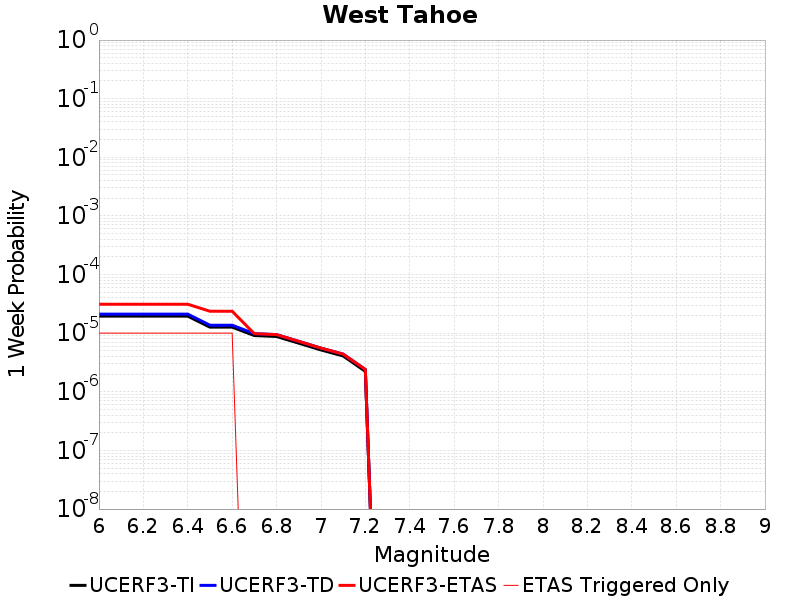 West Tahoe
1 Week Probability
10^0
10^-1
10^-2
10^-3
10^-4
10^-5
10^-6
10^-7
10^-8
6 6.2 6.4 6.6 6.8 7 7.2 7.4 7.6 7.8 8 8.2 8.4 8.6 8.8 9
Magnitude
UCERF3-TI UCERF3-TD UCERF3-ETAS ETAS Triggered Only